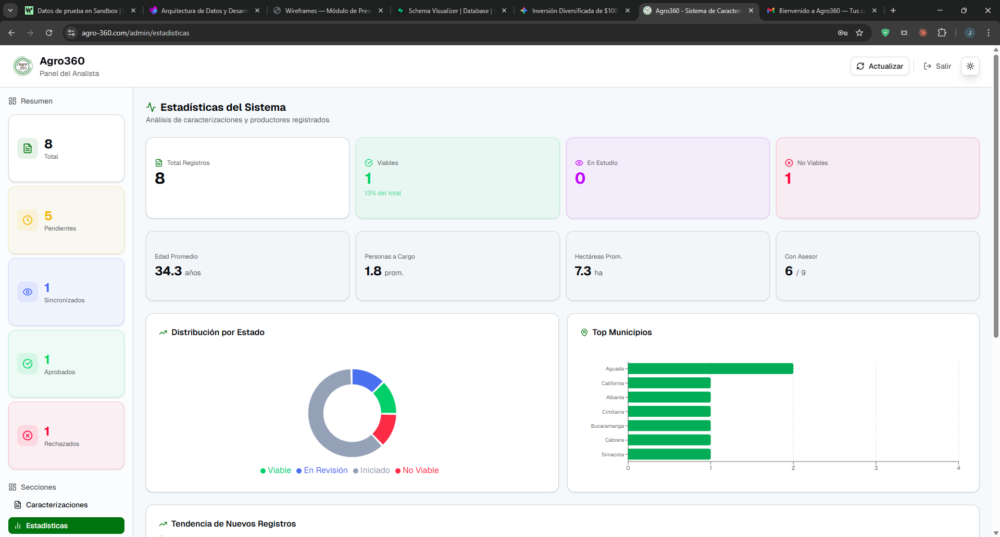 Datos de prueba en Sandbox |
Arquitectura de Datos y Desarro
Wireframes — Módulo de Pres
Schema Visualizer | Database |
Inversión Diversificada de $100
Agro360 - Sistema de Caracteri
Bienvenido a Agro360 — Tus c
agro-360.com/admin/estadisticas
J
Agro
360
Agro360
Panel del Analista
Actualizar
Salir
Resumen
8
Total
5
Pendientes
1
Sincronizados
1
Aprobados
1
Rechazados
Secciones
Caracterizaciones
Estadísticas
Estadísticas del Sistema
Análisis de caracterizaciones y productores registrados
Total Registros
8
Viables
1
13% del total
En Estudio
0
No Viables
1
Edad Promedio
34.3 años
Personas a Cargo
1.8 prom.
Hectáreas Prom.
7.3 ha
Con Asesor
6 / 9
Distribución por Estado
Viable En Revisión Iniciado No Viable
Top Municipios
Aguada
California
Albania
Cimitarra
Bucaramanga
Cabrera
Simacota
0 1 2 3 4
Tendencia de Nuevos Registros